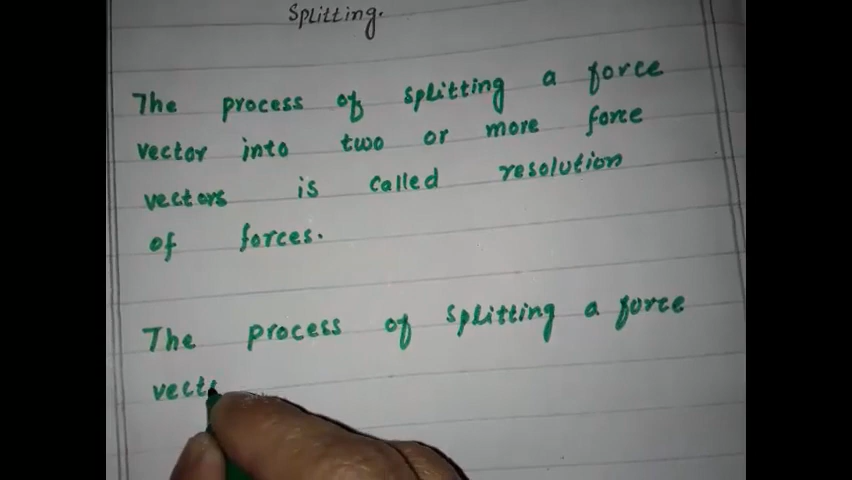 Splitting.
The process of splitting a force
vector into two or more force
vectors is called resolution
of forces.
The process of splitting a force
vect